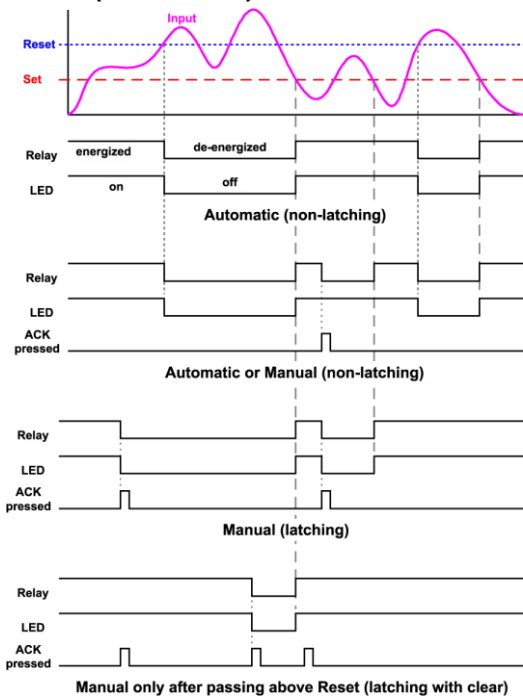 Input
Reset
Set
Relay
energized
de-energized
LED
on
off
Automatic (non-latching)
Relay
LED
ACK
pressed
Automatic or Manual (non-latching)
Relay
LED
ACK
pressed
Manual (latching)
Relay
LED
ACK
pressed
Manual only after passing above Reset (latching with clear)